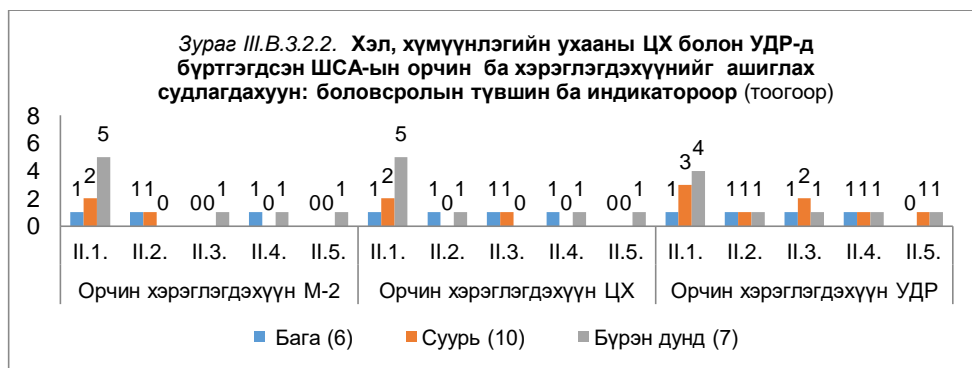 Зураг III.В.3.2.2. Хэл, хүмүүнлэгийн ухааны ЦХ болон УДР-д
бүртгэгдсэн ШСА-ын орчин ба хэрэглэгдэхүүнийг ашиглах
судлагдахуун: боловсролын түвшин ба индикатороор (тоогоор)
8
6
4
2
0
1 2 5 1 1 0 0 0 1 1 0 1 0 0 1 1 2 5 1 0 1 1 1 0 1 0 1 0 0 1 1 3 4 1 1 1 1 2 1 1 1 1 0 1 1
II.1. II.2. II.3. II.4. II.5. II.1. II.2. II.3. II.4. II.5. II.1. II.2. II.3. II.4. II.5.
Орчин хэрэглэгдэхүүн М-2 Орчин хэрэглэгдэхүүн ЦХ Орчин хэрэглэгдэхүүн УДР
Бага (6) Суурь (10) Бүрэн дунд (7)